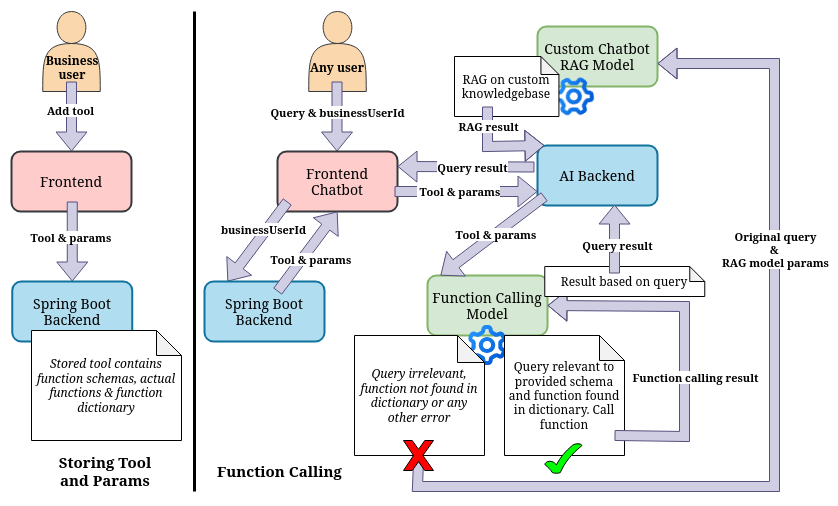 Business
user
Add tool
Frontend
Tool & params
Spring Boot
Backend
Stored tool contains
function schemas, actual
functions & function
dictionary
Storing Tool
and Params
Any user
Query & businessUserId
Frontend
Chatbot
businessUserId
Tool & params
Spring Boot
Backend
Custom Chatbot
RAG Model
RAG on custom
knowledgebase
RAG result
Query result
Tool & params
AI Backend
Tool & params
Query result
Result based on query
Function Calling
Model
Query irrelevant,
function not found in
dictionary or any
other error
Query relevant to
provided schema
and function found
in dictionary. Call
function
Function calling result
Original query
&
RAG model params
Function Calling